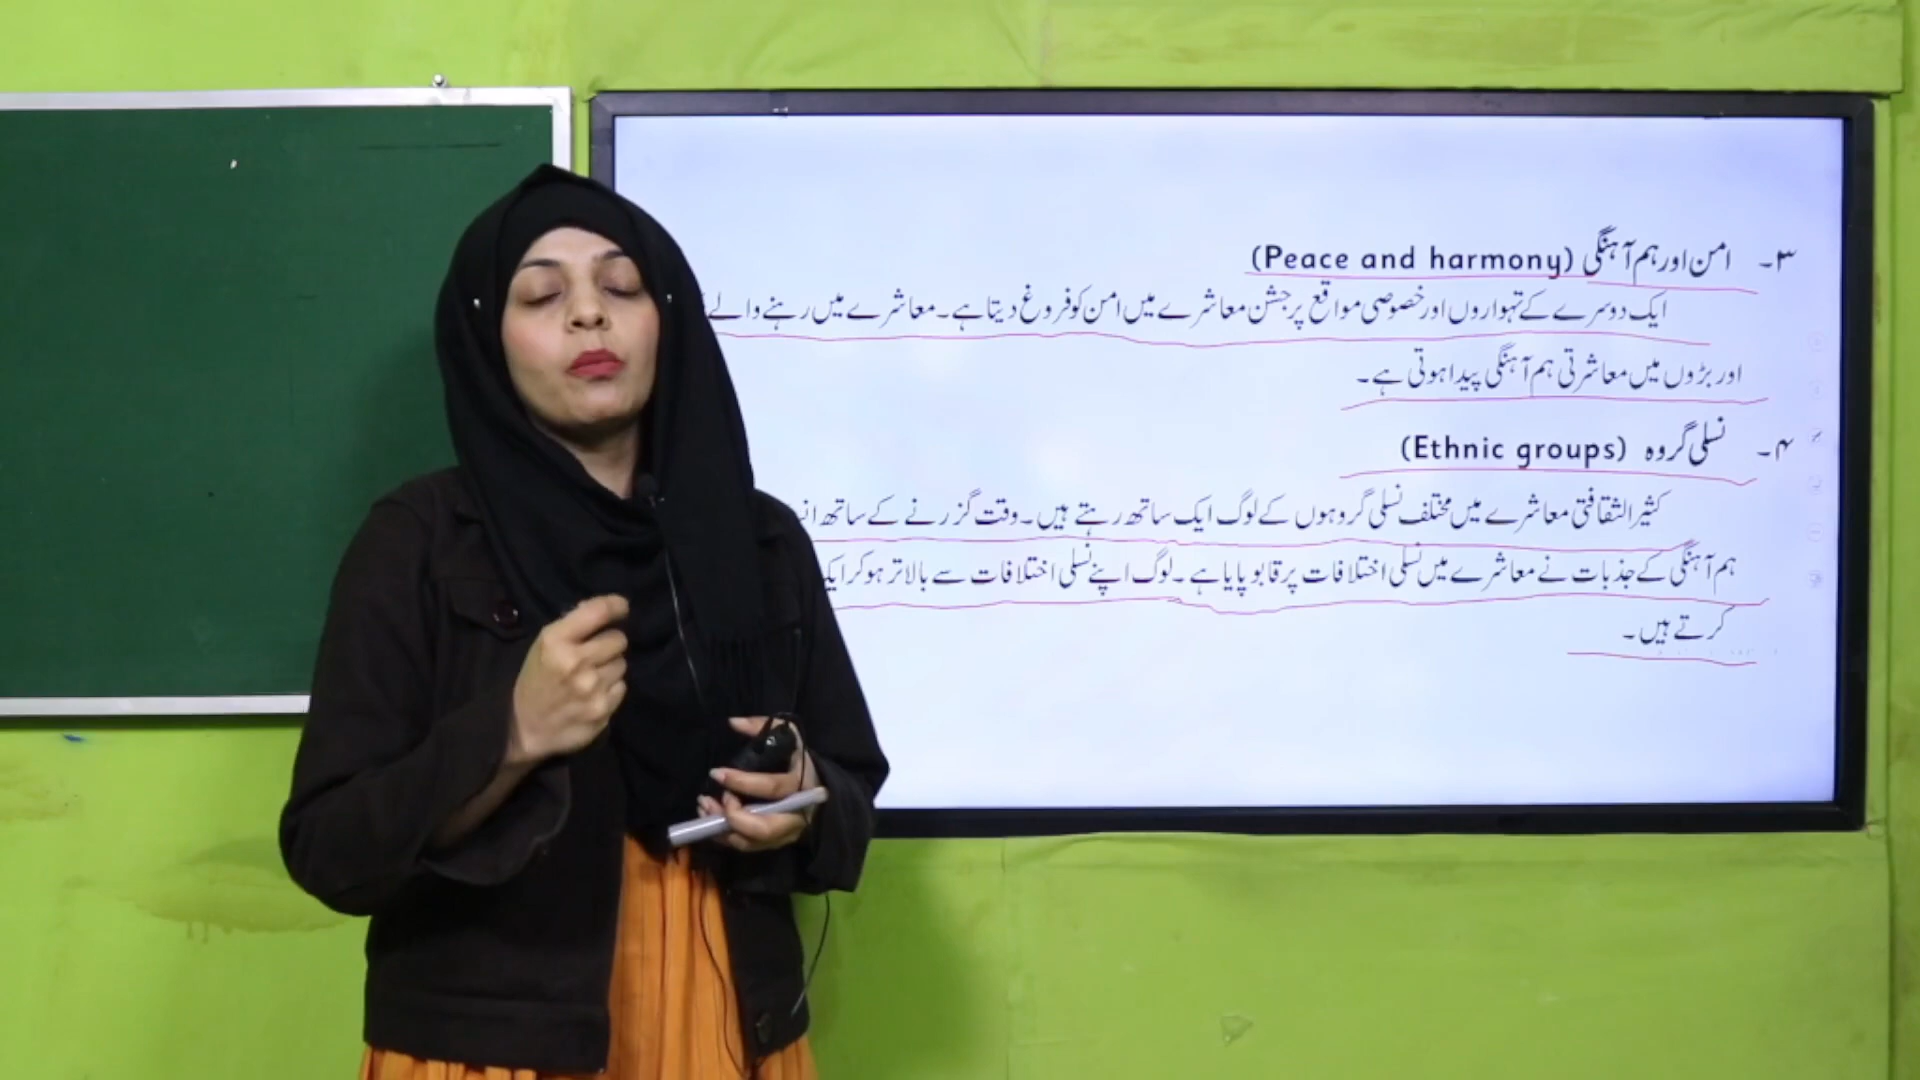 ۳۔ امن اور ہم آہنگی (Peace and harmony)
ایک دوسرے کے تہواروں اور خصوصی مواقع پر جشن معاشرے میں امن کو فروغ دیتا ہے۔ معاشرے میں رہنے والے
اور بڑوں میں معاشرتی ہم آہنگی پیدا ہوتی ہے۔
۴۔ نسلی گروہ (Ethnic groups)
کثیر الثقافتی معاشرے میں مختلف نسلی گروہوں کے لوگ ایک ساتھ رہتے ہیں۔ وقت گزرنے کے ساتھ
ہم آہنگی کے جذبات نے معاشرے میں نسلی اختلافات پر قابو پایا ہے۔ لوگ اپنے نسلی اختلافات سے بالاتر ہو کر
کرتے ہیں۔